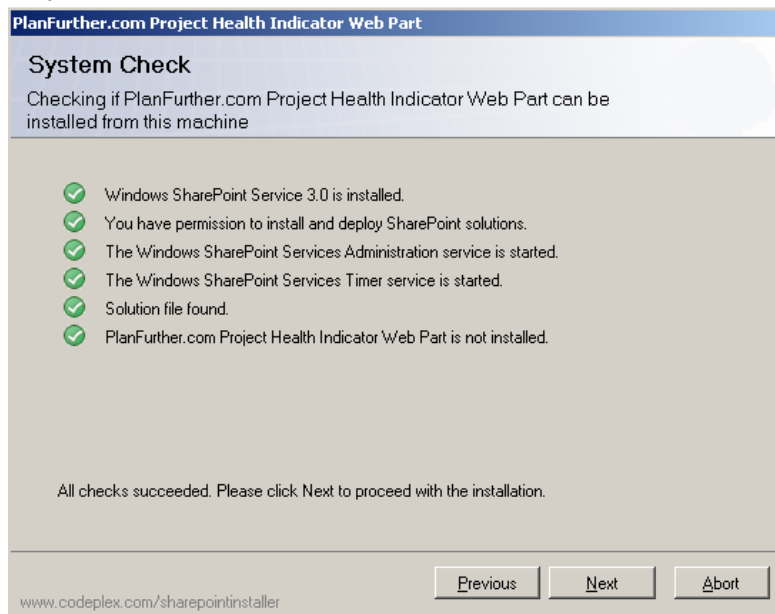 PlanFurther.com Project Health Indicator Web Part
System Check
Checking if PlanFurther.com Project Health Indicator Web Part can be
installed from this machine
Windows SharePoint Service 3.0 is installed.
You have permission to install and deploy SharePoint solutions.
The Windows SharePoint Services Administration service is started.
The Windows SharePoint Services Timer service is started.
Solution file found.
PlanFurther.com Project Health Indicator Web Part is not installed.
All checks succeeded. Please click Next to proceed with the installation.
Previous Next Abort
www.codeplex.com/sharepointinstaller